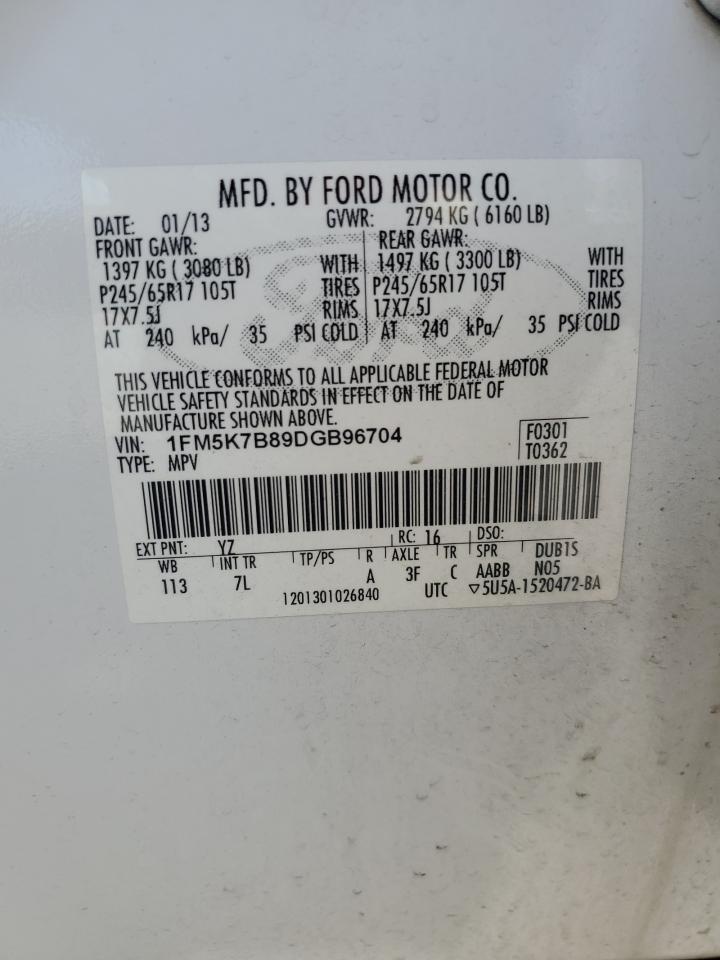 MFD. BY FORD MOTOR CO.
DATE: 01/13 GVWR: 2794 KG ( 6160 LB)
FRONT GAWR: REAR GAWR:
1397 KG ( 3080 LB) WITH 1497 KG ( 3300 LB) WITH
P245/65R17 105T TIRES P245/65R17 105T TIRES
17X7.5J RIMS 17X7.5J RIMS
AT 240 kPa/ 35 PSI COLD AT 240 kPa/ 35 PSI COLD
THIS VEHICLE CONFORMS TO ALL APPLICABLE FEDERAL MOTOR
VEHICLE SAFETY STANDARDS IN EFFECT ON THE DATE OF
MANUFACTURE SHOWN ABOVE.
VIN: 1FM5K7B89DGB96704 F0301
TYPE: MPV T0362
EXT PNT: YZ RC: 16 DSO:
WB INT TR TP/PS R AXLE TR SPR DUB1S
113 7L A 3F C AABB N05
1201301026840 UTC ▽5U5A-1520472-BA